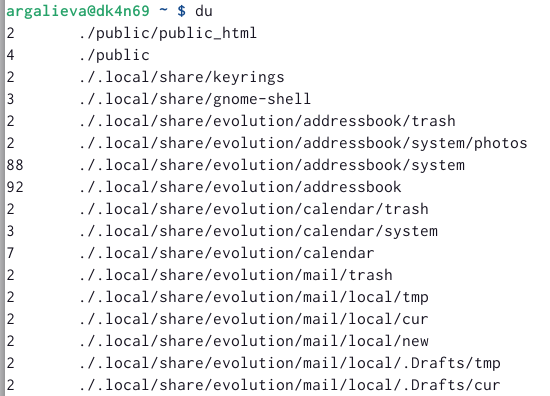 argalieva@dk4n69 ~ $ du
2       ./public/public_html
4       ./public
2       ./.local/share/keyrings
3       ./.local/share/gnome-shell
2       ./.local/share/evolution/addressbook/trash
2       ./.local/share/evolution/addressbook/system/photos
88      ./.local/share/evolution/addressbook/system
92      ./.local/share/evolution/addressbook
2       ./.local/share/evolution/calendar/trash
3       ./.local/share/evolution/calendar/system
7       ./.local/share/evolution/calendar
2       ./.local/share/evolution/mail/trash
2       ./.local/share/evolution/mail/local/tmp
2       ./.local/share/evolution/mail/local/cur
2       ./.local/share/evolution/mail/local/new
2       ./.local/share/evolution/mail/local/.Drafts/tmp
2       ./.local/share/evolution/mail/local/.Drafts/cur